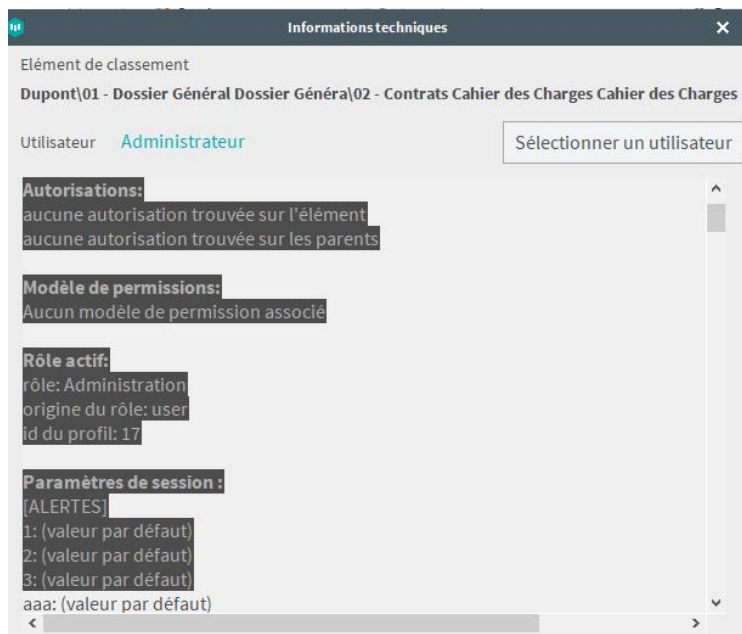 Informations techniques
Elément de classement
Dupont\01 - Dossier Général Dossier Généra\02 - Contrats Cahier des Charges Cahier des Charges
Utilisateur Administrateur Sélectionner un utilisateur
Autorisations:
aucune autorisation trouvée sur l'élément
aucune autorisation trouvée sur les parents
Modèle de permissions:
Aucun modèle de permission associé
Rôle actif:
rôle: Administration
origine du rôle: user
id du profil: 17
Paramètres de session :
[ALERTES]
1: (valeur par défaut)
2: (valeur par défaut)
3: (valeur par défaut)
aaa: (valeur par défaut)